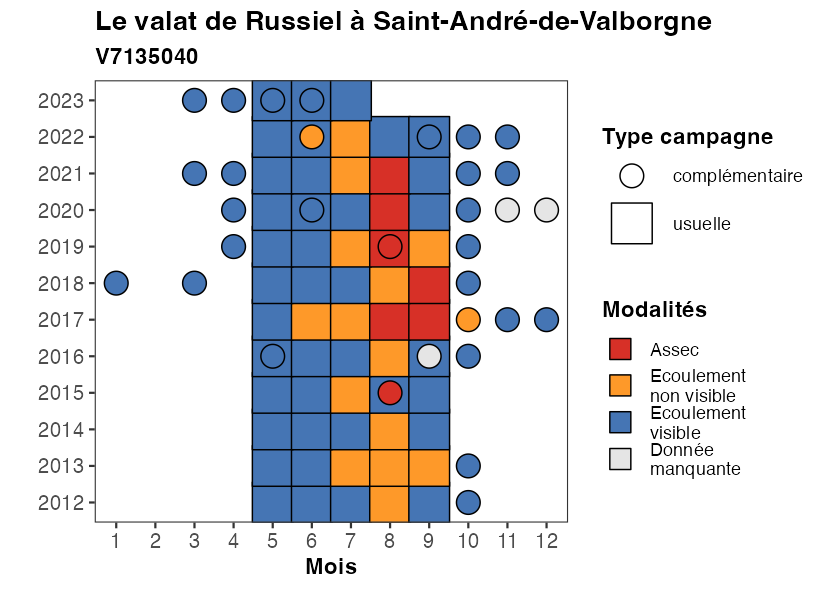 Le valat de Russiel à Saint-André-de-Valborgne
V7135040
2023
2022
2021
2020
2019
2018
2017
2016
2015
2014
2013
2012
1 2 3 4 5 6 7 8 9 10 11 12
Mois
Type campagne
complémentaire
usuelle
Modalités
Assec
Ecoulement
non visible
Ecoulement
visible
Donnée
manquante